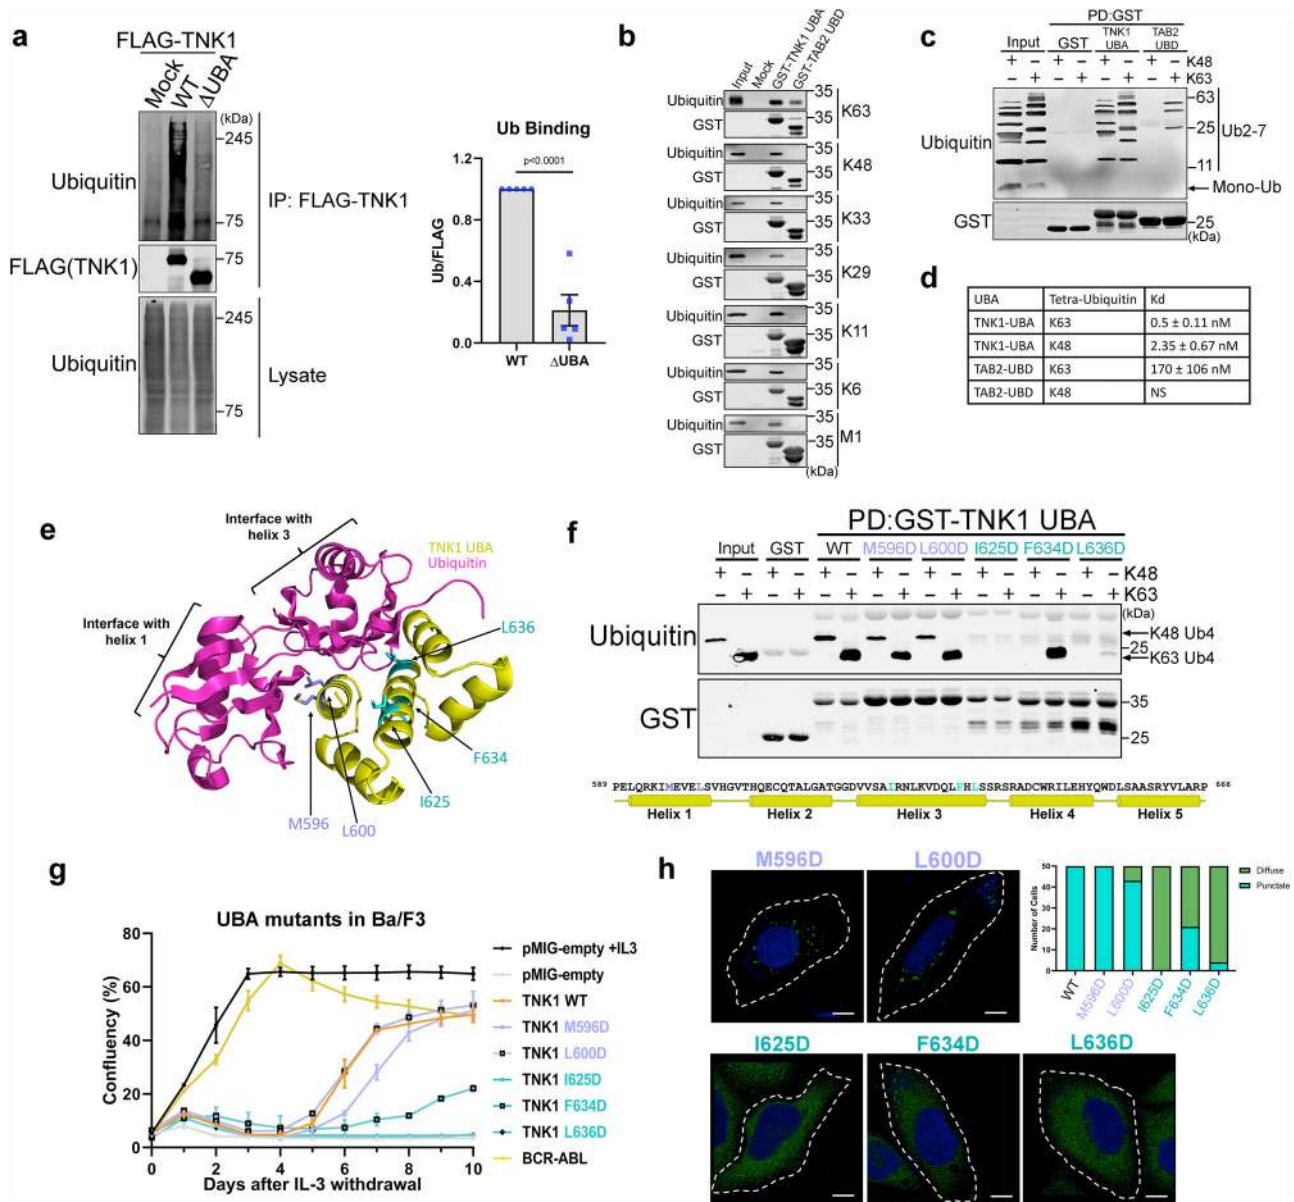 a
FLAG-TNK1
Mock
WT
ΔUBA
(kDa)
245
Ubiquitin
75
IP: FLAG-TNK1
FLAG(TNK1)
75
245
Ubiquitin
75
Lysate
Ub Binding
p<0.0001
1.2
0.8
0.4
0.0
Ub/FLAG
WT
ΔUBA
b
Input
Mock
GST-TNK1 UBA
GST-TAB2 UBD
Ubiquitin
35
K63
GST
35
Ubiquitin
35
K48
GST
35
Ubiquitin
35
K33
GST
35
Ubiquitin
35
K29
GST
35
Ubiquitin
35
K11
GST
35
Ubiquitin
35
K6
GST
35
Ubiquitin
35
M1
GST
35
(kDa)
c
PD:GST
Input GST TNK1 UBA TAB2 UBD
+ − + − + − + − K48
− + − + − + − + K63
63
25
11
Ubiquitin
Ub2-7
Mono-Ub
GST
25
(kDa)
d
UBA Tetra-Ubiquitin Kd
TNK1-UBA K63 0.5 ± 0.11 nM
TNK1-UBA K48 2.35 ± 0.67 nM
TAB2-UBD K63 170 ± 106 nM
TAB2-UBD K48 NS
e
Interface with
helix 3
TNK1 UBA
Ubiquitin
Interface with
helix 1
L636
F634
I625
L600
M596
f
PD:GST-TNK1 UBA
Input GST WT M596D L600D I625D F634D L636D
+ − + − + − + − + − + − + − + − K48
− + − + − + − + − + − + − + − + K63
(kDa)
Ubiquitin
K48 Ub4
25
K63 Ub4
GST
35
25
589 PELQRKIMEVELSVHGVTHQECQTALGATGGDVVSAIRNLKVDQLFHLSSRSRADCWRILEHYQWDLSAASRYVLARP 666
Helix 1 Helix 2 Helix 3 Helix 4 Helix 5
g
UBA mutants in Ba/F3
80
60
40
20
0
Confluency (%)
0 2 4 6 8 10
Days after IL-3 withdrawal
pMIG-empty +IL3
pMIG-empty
TNK1 WT
TNK1 M596D
TNK1 L600D
TNK1 I625D
TNK1 F634D
TNK1 L636D
BCR-ABL
h
M596D
L600D
50
40
30
20
10
0
Number of Cells
Diffuse
Punctate
WT
M596D
L600D
I625D
F634D
L636D
I625D
F634D
L636D